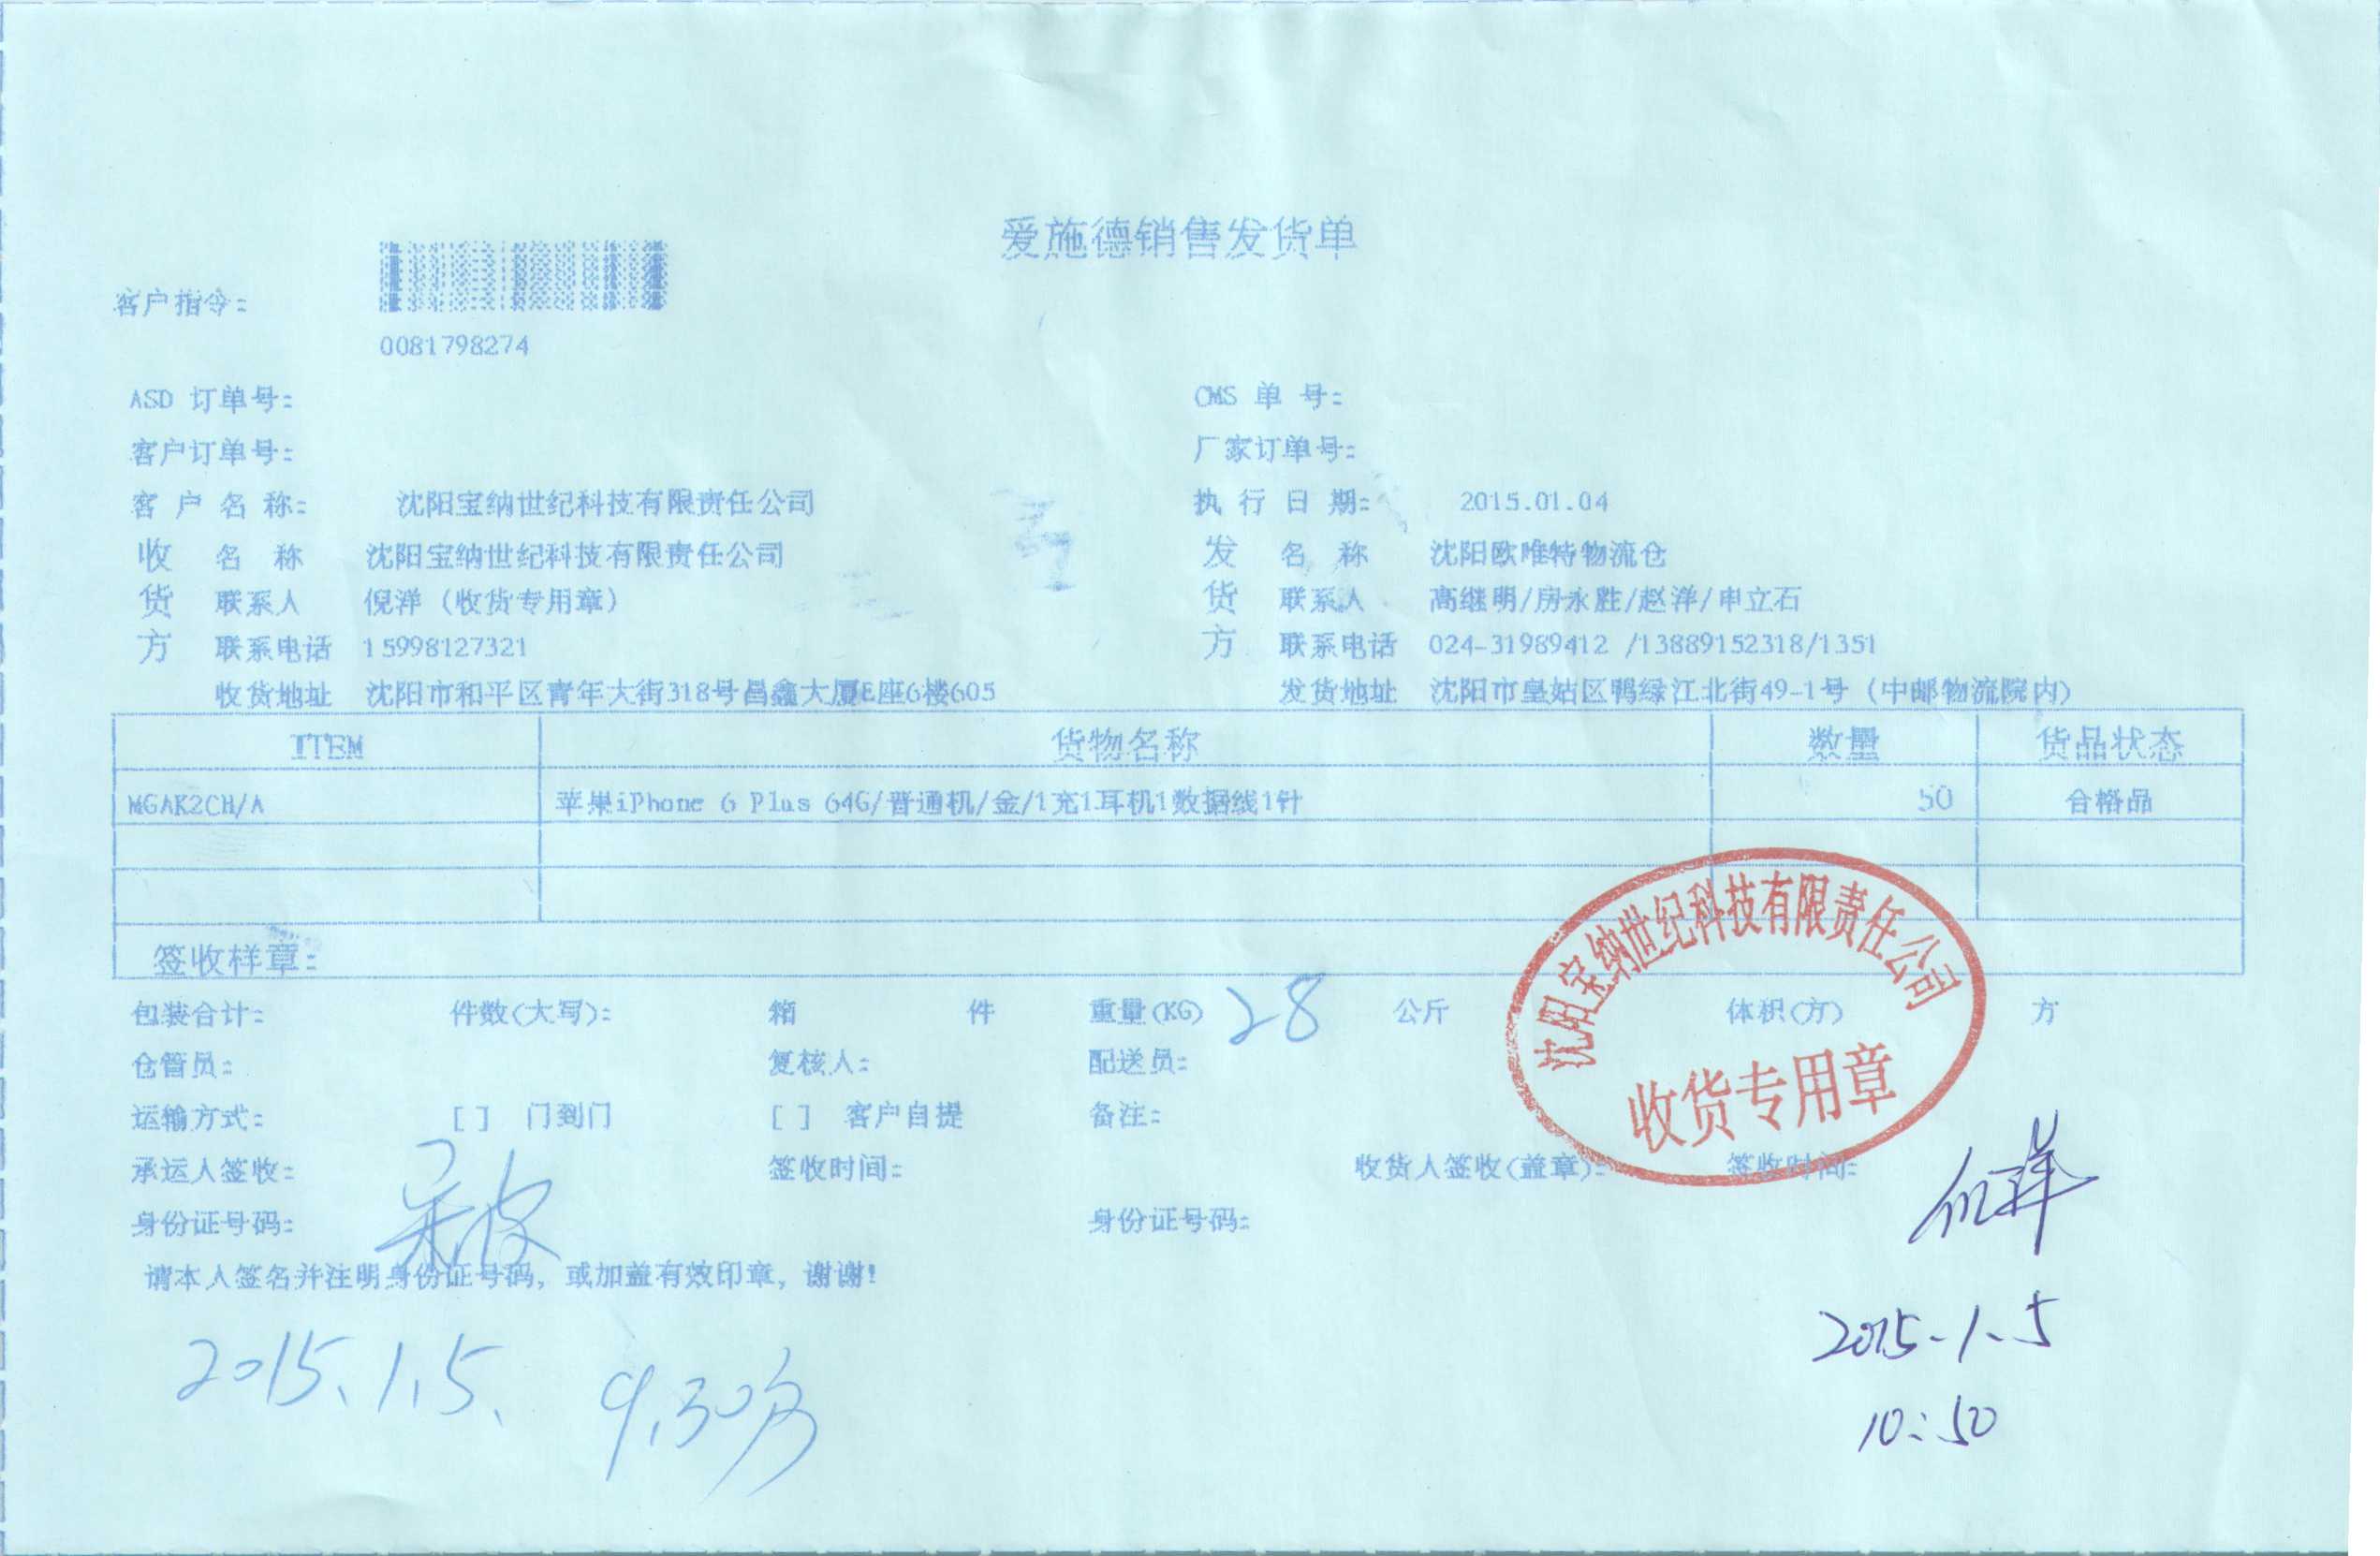 爱施德销售发货单
客户指令:
0081798274
ASD 订单号: CMS 单 号:
客户订单号: 厂家订单号:
客 户 名 称: 沈阳宝纳世纪科技有限责任公司 执 行 日 期: 2015.01.04
收 名 称 沈阳宝纳世纪科技有限责任公司 发 名 称 沈阳欧唯特物流仓
货 联系人 倪洋 (收货专用章) 货 联系人 高继明/房永胜/赵洋/申立石
方 联系电话 15998127321 方 联系电话 024-31989412 /13889152318/1351
收货地址 沈阳市和平区青年大街318号昌鑫大厦E座6楼605 发货地址 沈阳市皇姑区鸭绿江北街49-1号 (中邮物流院内)
ITEM 货物名称 数量 货品状态
MGAK2CH/A 苹果iPhone 6 Plus 64G/普通机/金/1充1耳机1数据线1针 50 合格品
签收样章:
沈阳宝纳世纪科技有限责任公司
收货专用章
包装合计: 件数(大写): 箱 件 重量(KG) 28 公斤 体积(方) 方
仓管员: 复核人: 配送员:
运输方式: [ ] 门到门 [ ] 客户自提 备注:
承运人签收: 签收时间: 收货人签收(盖章): 签收时间:
身份证号码: 身份证号码:
请本人签名并注明身份证号码, 或加盖有效印章, 谢谢!
2015.1.5. 9.30分
2015-1-5
10:50